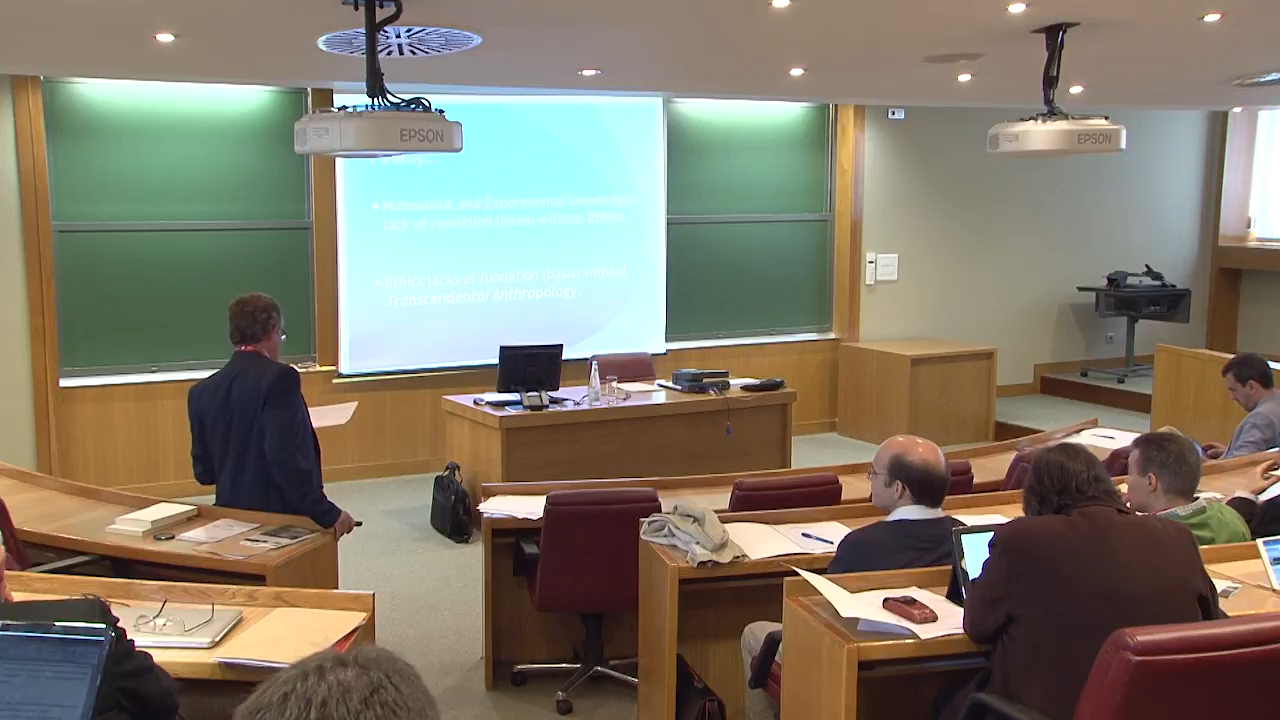 EPSON
EPSON
• Humanistic and Experimental knowledge
lack of fundation (basis) without Ethics.
• Ethics lacks of fundation (basis) without
Transcendental Anthropology.